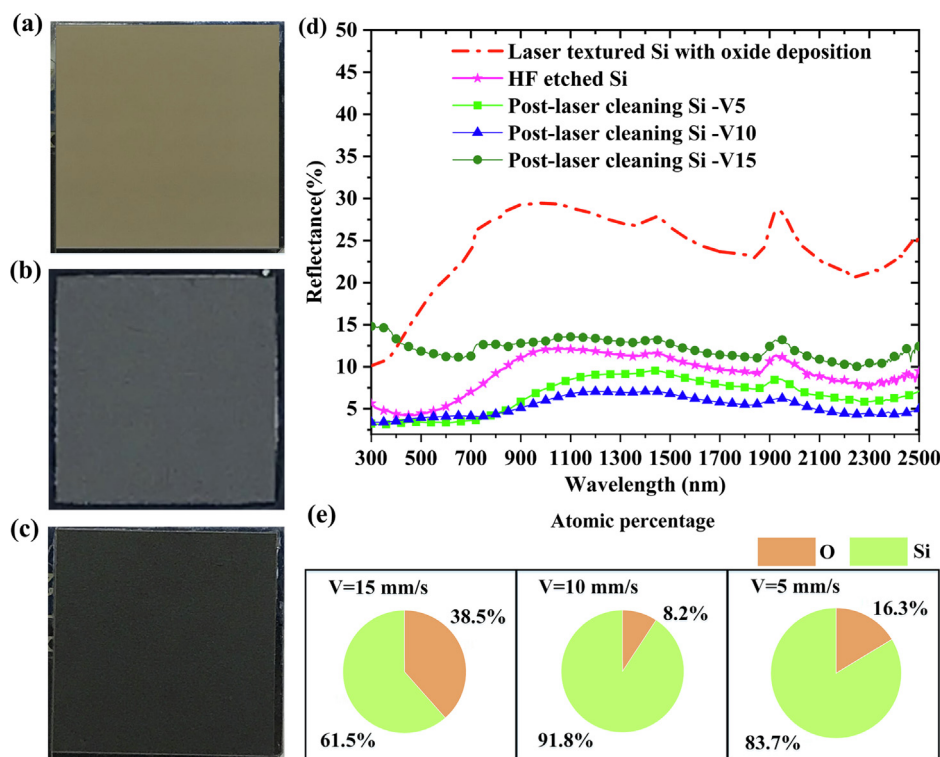 (a)
(b)
(c)
(d)
50
45
40
35
30
25
20
15
10
5
Reflectance(%)
Laser textured Si with oxide deposition
HF etched Si
Post-laser cleaning Si -V5
Post-laser cleaning Si -V10
Post-laser cleaning Si -V15
300 500 700 900 1100 1300 1500 1700 1900 2100 2300 2500
Wavelength (nm)
(e)
Atomic percentage
O Si
V=15 mm/s
38.5%
61.5%
V=10 mm/s
8.2%
91.8%
V=5 mm/s
16.3%
83.7%